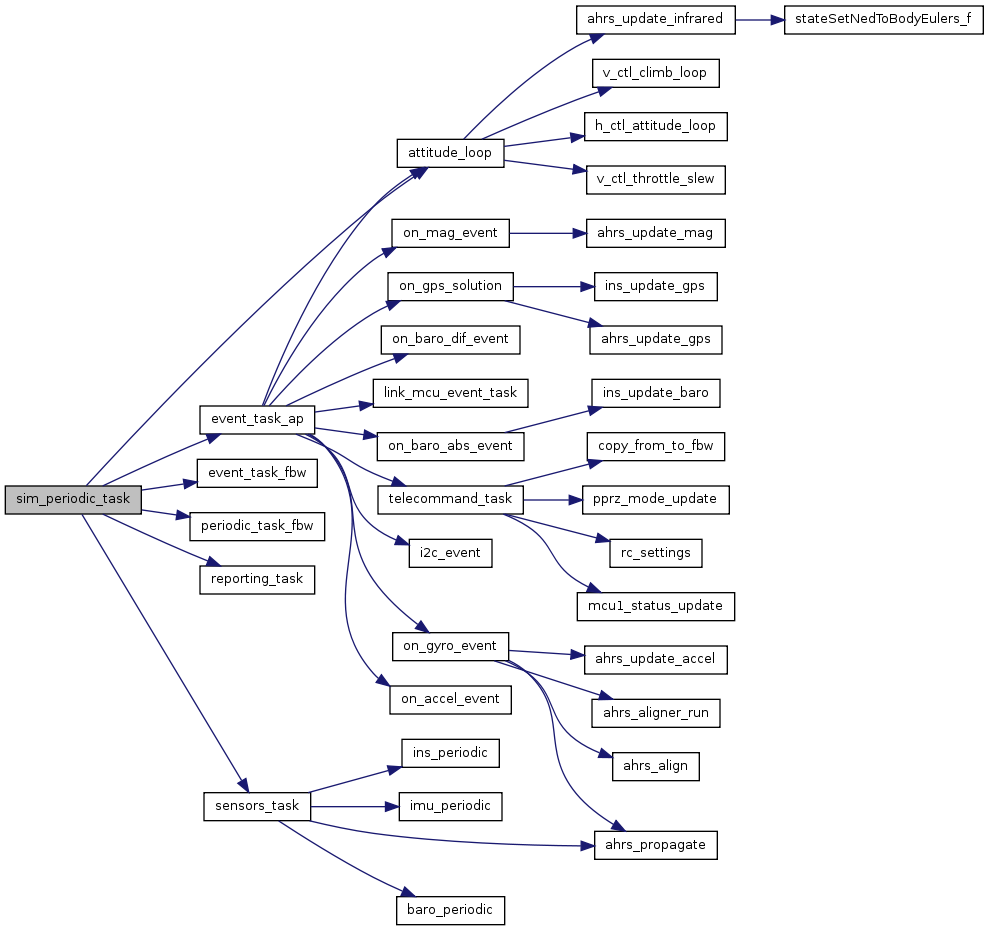 ahrs_update_infrared
stateSetNedToBodyEulers_f
v_ctl_climb_loop
h_ctl_attitude_loop
attitude_loop
v_ctl_throttle_slew
on_mag_event
ahrs_update_mag
on_gps_solution
ins_update_gps
on_baro_dif_event
ahrs_update_gps
link_mcu_event_task
ins_update_baro
event_task_ap
on_baro_abs_event
copy_from_to_fbw
event_task_fbw
sim_periodic_task
telecommand_task
pprz_mode_update
periodic_task_fbw
i2c_event
rc_settings
reporting_task
mcu1_status_update
on_gyro_event
ahrs_update_accel
on_accel_event
ahrs_aligner_run
ins_periodic
ahrs_align
sensors_task
imu_periodic
ahrs_propagate
baro_periodic